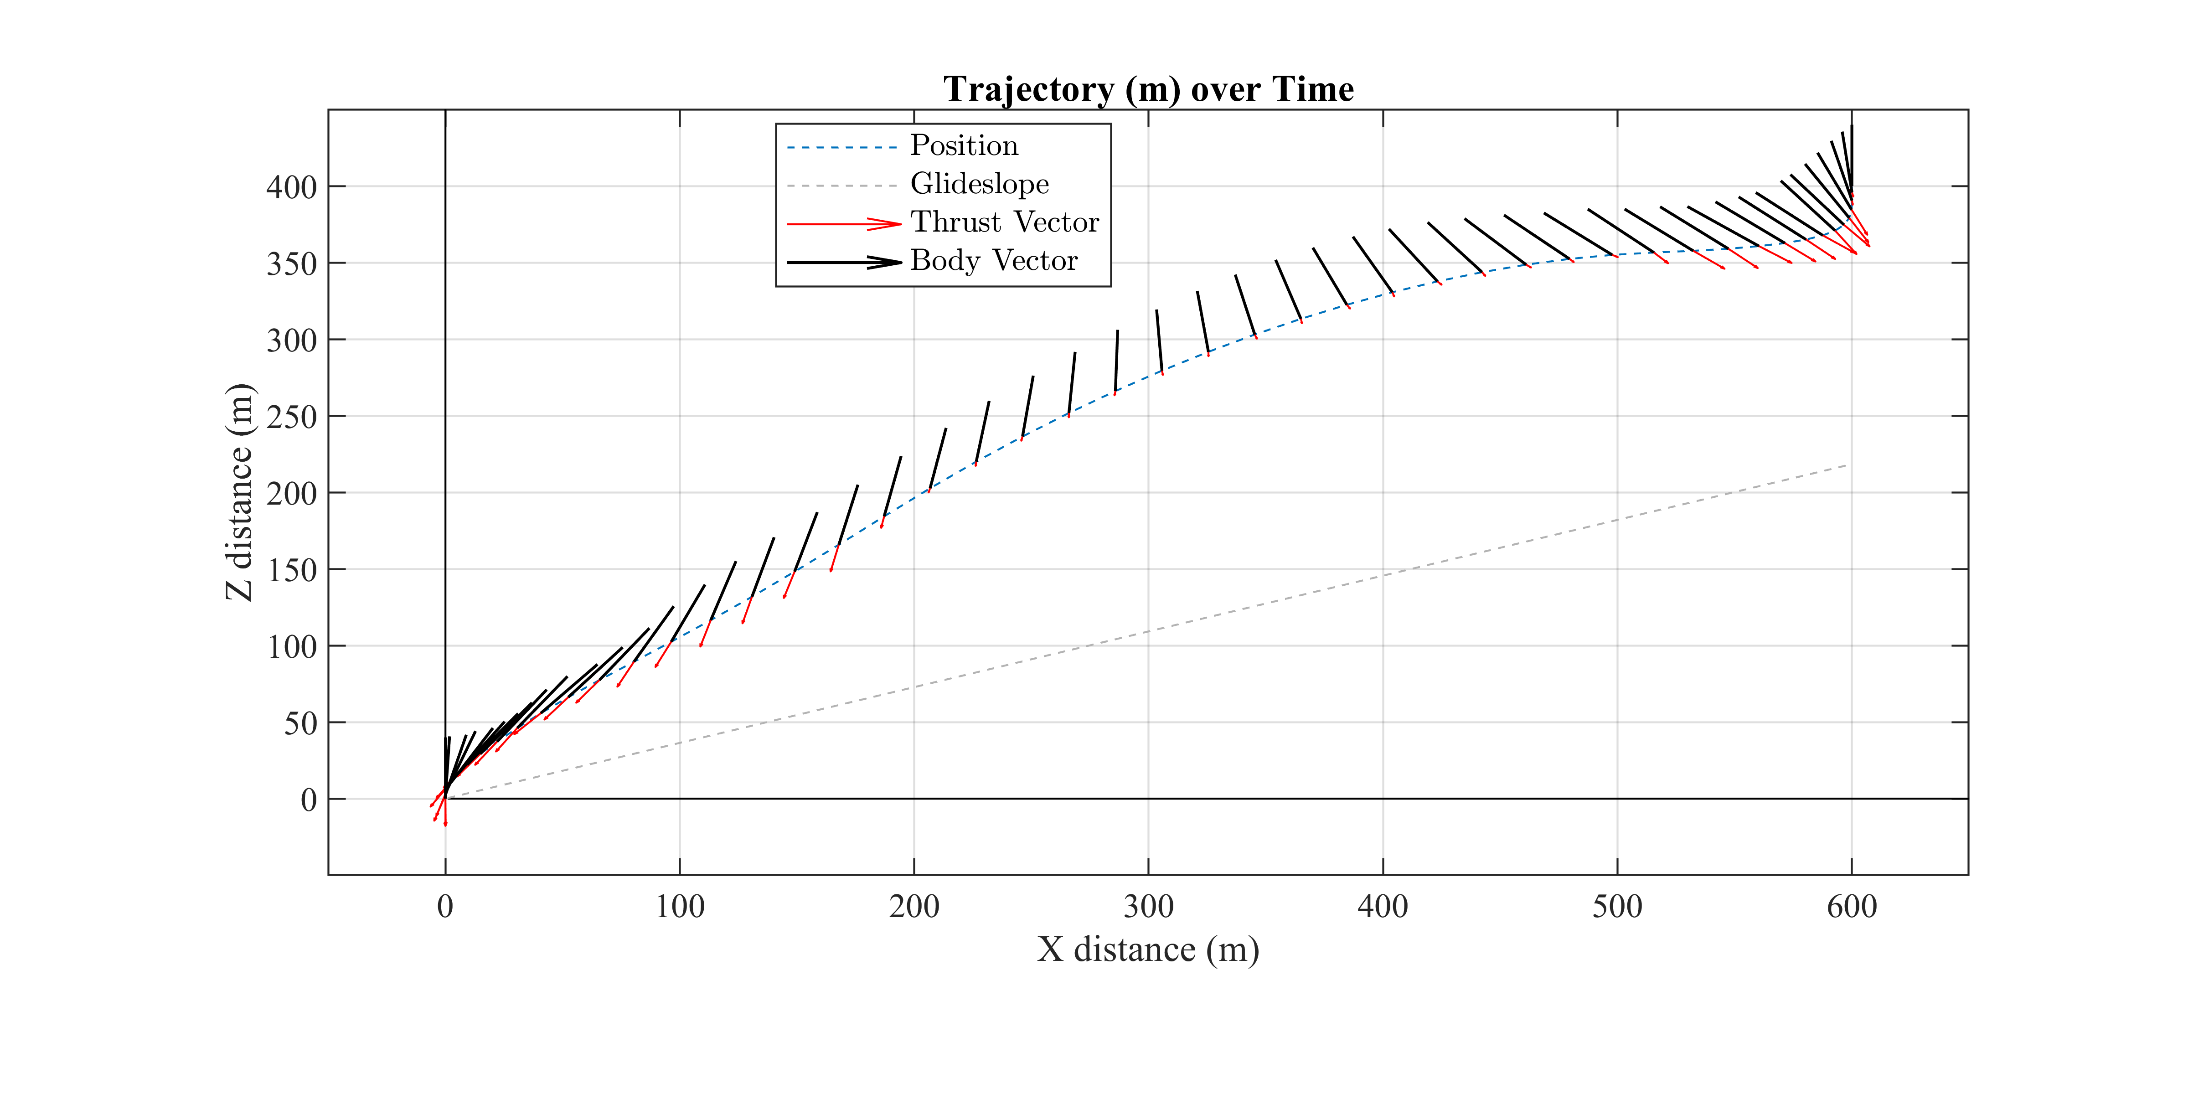 Trajectory (m) over Time
Position
Glideslope
Thrust Vector
Body Vector
Z distance (m)
400
350
300
250
200
150
100
50
0
0 100 200 300 400 500 600
X distance (m)